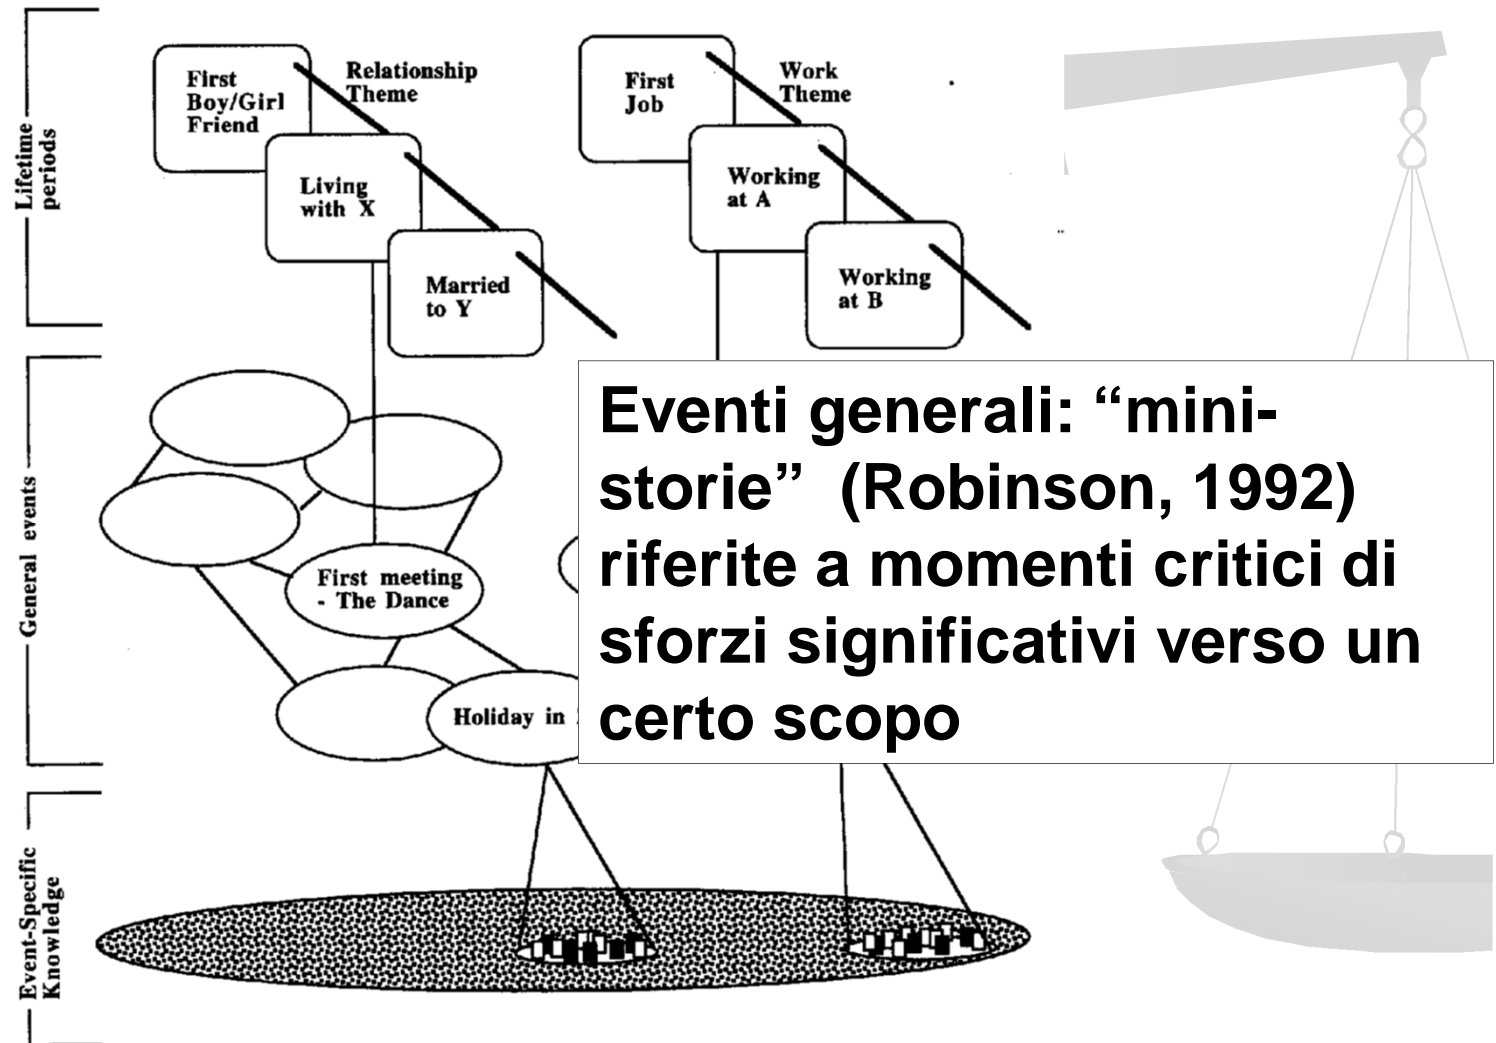 Lifetime
periods
First
Boy/Girl
Friend
Relationship
Theme
Living
with X
Married
to Y
First
Job
Work
Theme
Working
at A
Working
at B
General events
First meeting
- The Dance
Holiday in
Eventi generali: “mini-
storie” (Robinson, 1992)
riferite a momenti critici di
sforzi significativi verso un
certo scopo
Event-Specific
Knowledge